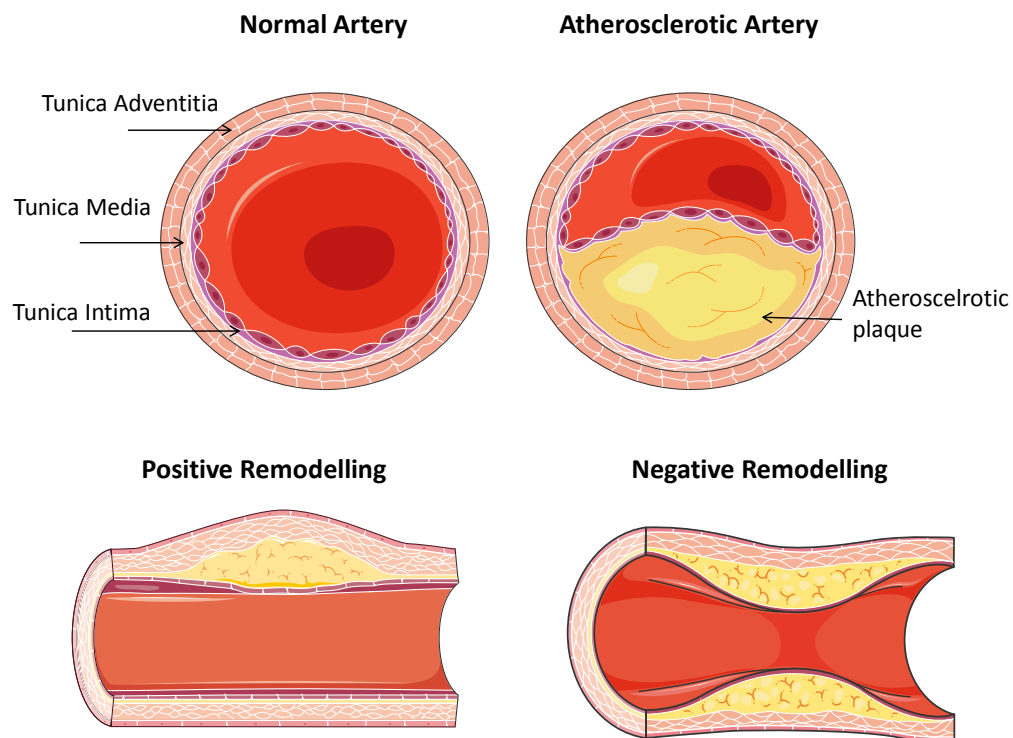 Normal Artery
Atherosclerotic Artery
Tunica Adventitia
Tunica Media
Tunica Intima
Atheroscelrotic
plaque
Positive Remodelling
Negative Remodelling